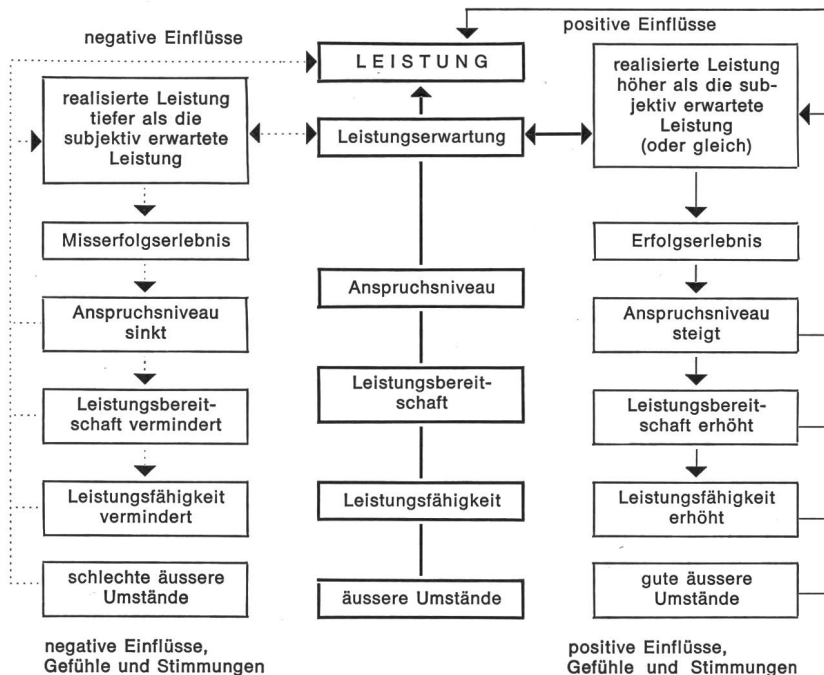 negative Einflüsse
realisierte Leistung
tiefer als die
subjektiv erwartete
Leistung
Misserfolgserlebnis
Anspruchsniveau
sinkt
Leistungsbereit-
schaft vermindert
Leistungsfähigkeit
vermindert
schlechte äussere
Umstände
negative Einflüsse,
Gefühle und Stimmungen
LEISTUNG
Leistungserwartung
Anspruchsniveau
Leistungsbereit-
schaft
Leistungsfähigkeit
äussere Umstände
positive Einflüsse
realisierte Leistung
höher als die sub-
jektiv erwartete
Leistung
(oder gleich)
Erfolgserlebnis
Anspruchsniveau
steigt
Leistungsbereit-
schaft erhöht
Leistungsfähigkeit
erhöht
gute äussere
Umstände
positive Einflüsse,
Gefühle und Stimmungen